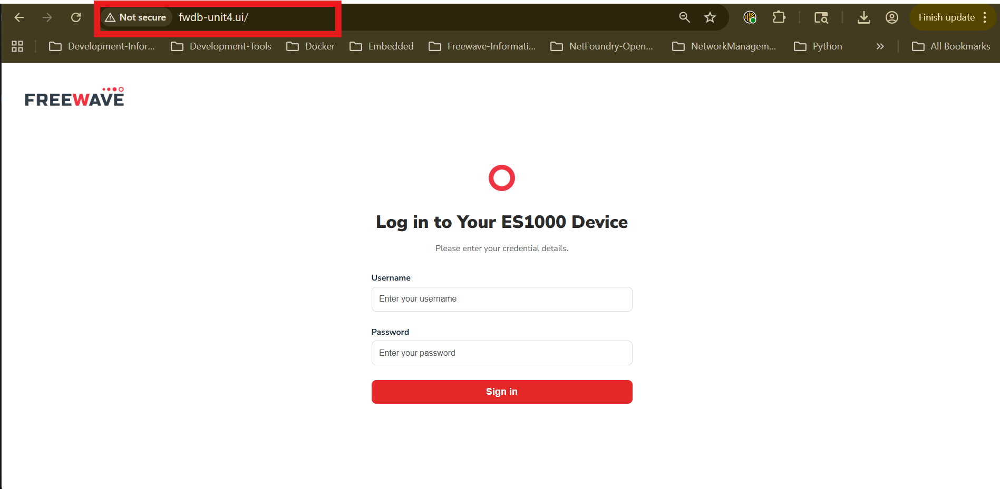 Not secure fwdb-unit4.ui/ Finish update
Development-Infor... Development-Tools Docker Embedded Freewave-Informati... NetFoundry-Open... NetworkManagem... Python » All Bookmarks
FREEWAVE
Log in to Your ES1000 Device
Please enter your credential details.
Username
Enter your username
Password
Enter your password
Sign in